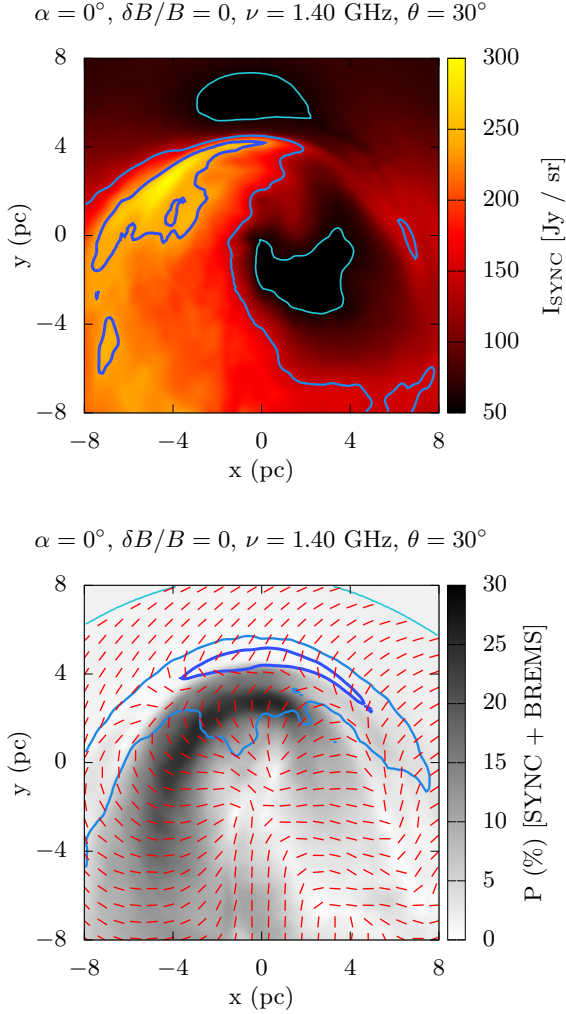 α = 0°, δB/B = 0, ν = 1.40 GHz, θ = 30°
8
4
0
−4
−8
y (pc)
−8 −4 0 4 8
x (pc)
300
250
200
150
100
50
I_SYNC [Jy / sr]
α = 0°, δB/B = 0, ν = 1.40 GHz, θ = 30°
8
4
0
−4
−8
y (pc)
−8 −4 0 4 8
x (pc)
30
25
20
15
10
5
0
P (%) [SYNC + BREMS]